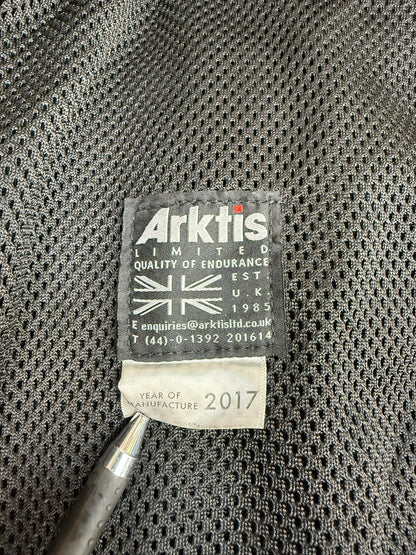 Arktis
LIMITED
QUALITY OF ENDURANCE
EST
U.K
1985
E enquiries@arktisltd.co.uk
T (44)-0-1392 201614
YEAR OF
MANUFACTURE 2017